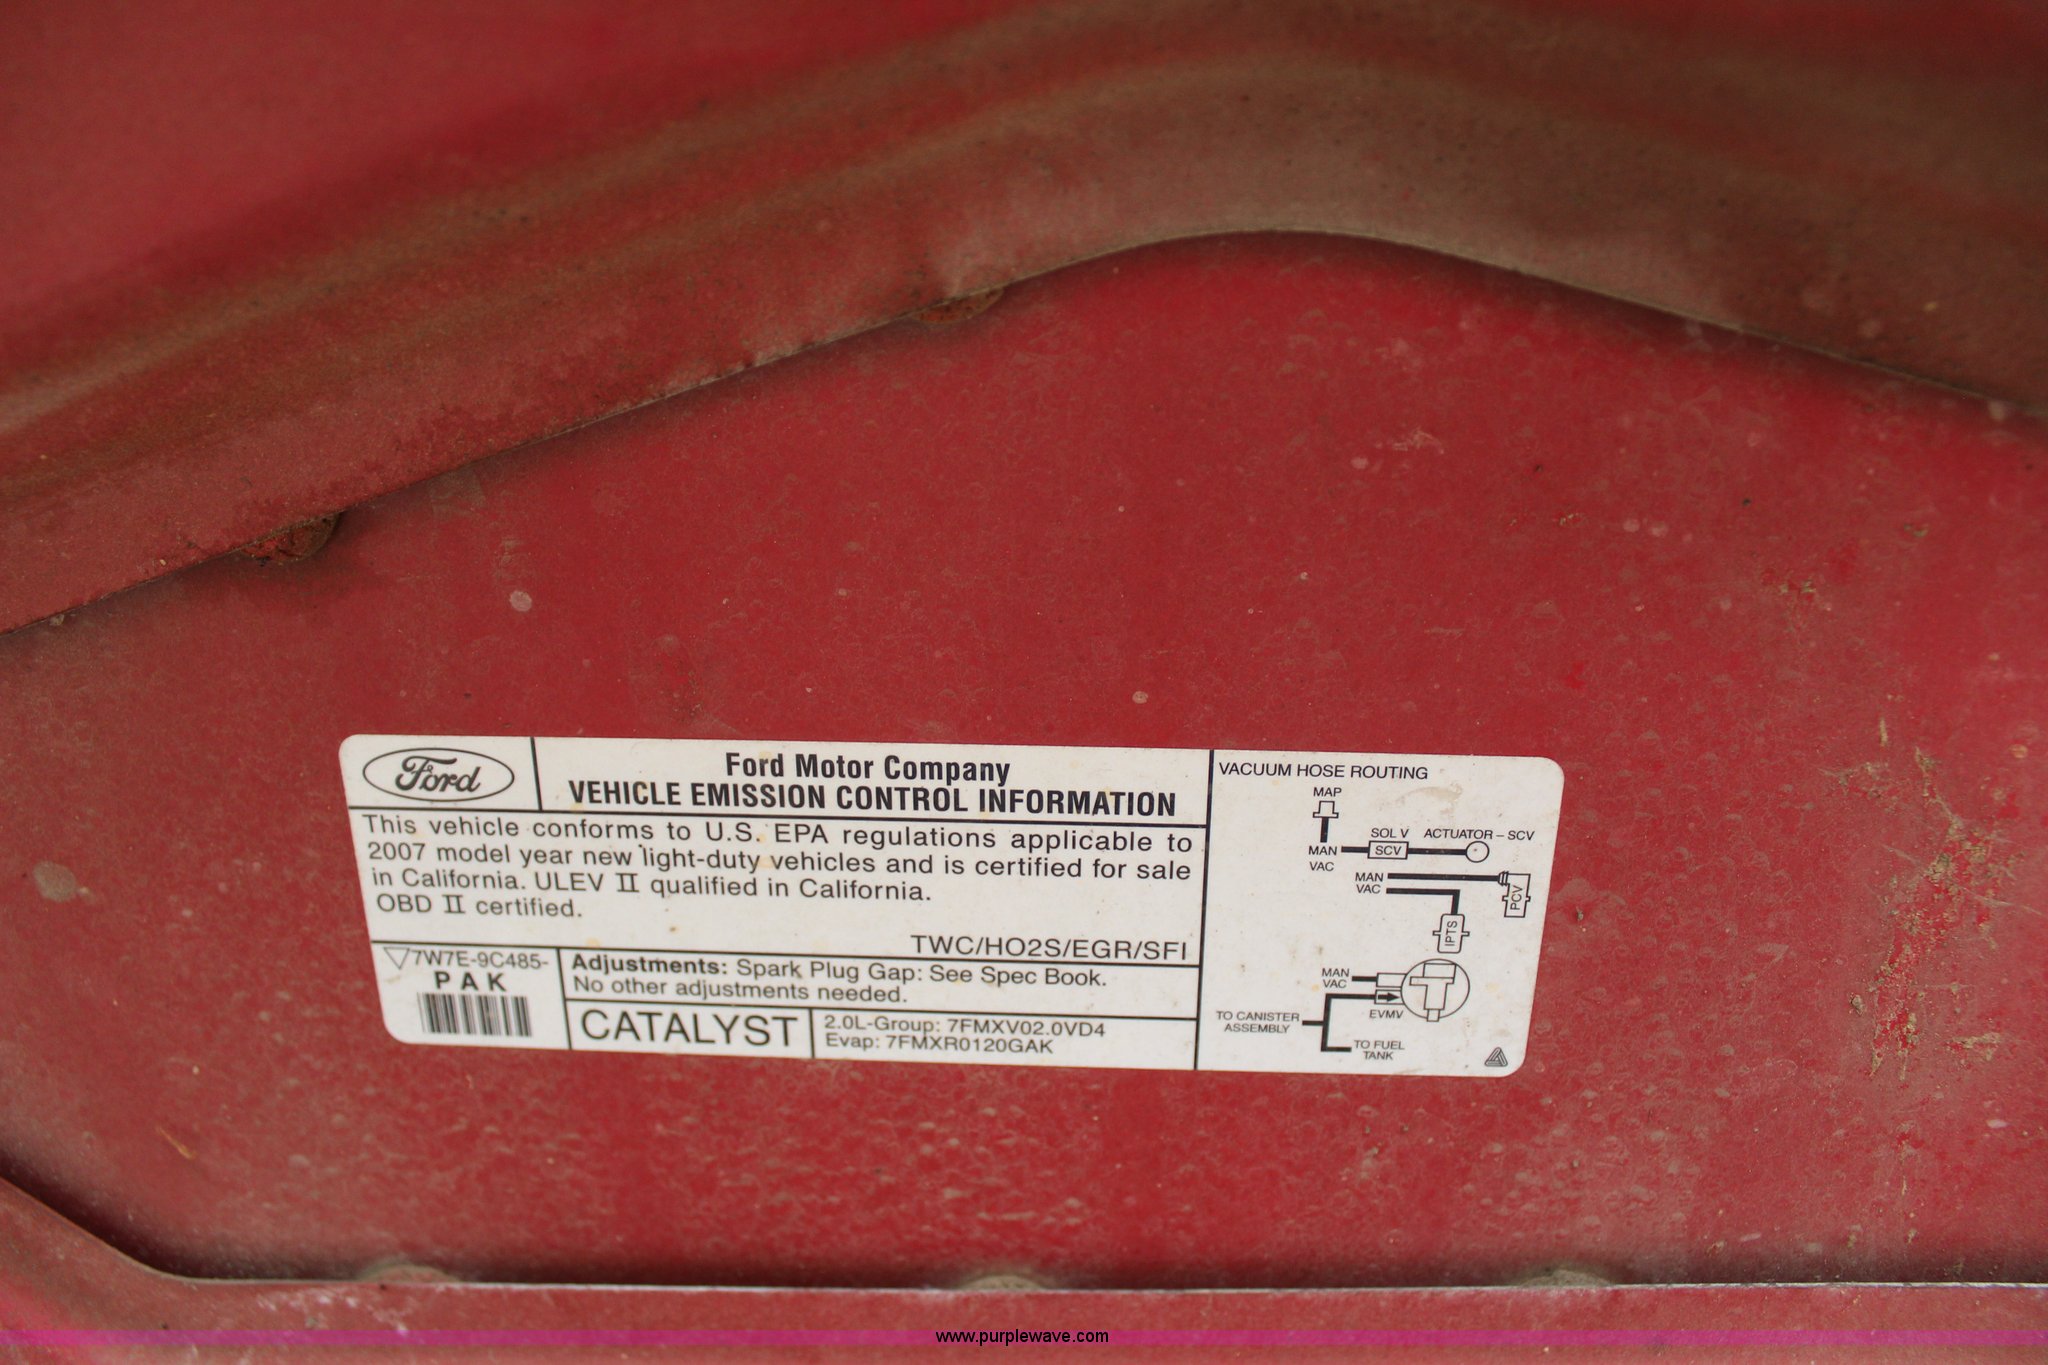 Ford
Ford Motor Company
VEHICLE EMISSION CONTROL INFORMATION
This vehicle conforms to U.S. EPA regulations applicable to
2007 model year new light-duty vehicles and is certified for sale
in California. ULEV II qualified in California.
OBD II certified.
TWC/HO2S/EGR/SFI
7W7E-9C485-
PAK
Adjustments: Spark Plug Gap: See Spec Book.
No other adjustments needed.
CATALYST
2.0L-Group: 7FMXV02.0VD4
Evap: 7FMXR0120GAK
VACUUM HOSE ROUTING
MAP
SOL V ACTUATOR – SCV
MAN
VAC
SCV
MAN
VAC
PCV
IPTS
MAN
VAC
EVMV
TO CANISTER
ASSEMBLY
TO FUEL
TANK
www.purplewave.com